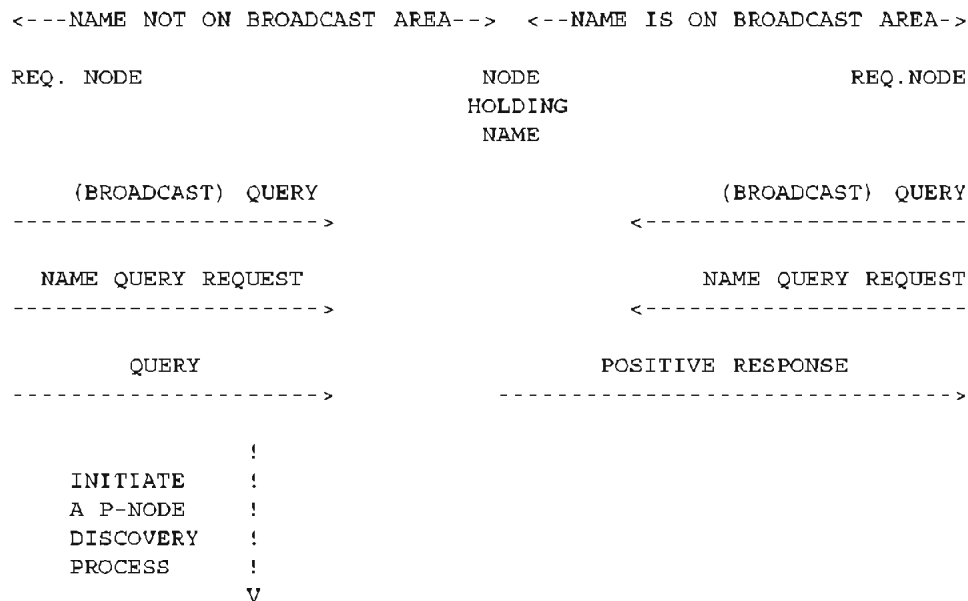 <---NAME NOT ON BROADCAST AREA--> <--NAME IS ON BROADCAST AREA->
REQ. NODE NODE REQ.NODE
HOLDING
NAME
(BROADCAST) QUERY (BROADCAST) QUERY
---------------------> <----------------------
NAME QUERY REQUEST NAME QUERY REQUEST
---------------------> <----------------------
QUERY POSITIVE RESPONSE
---------------------> ------------------------------->
!
INITIATE !
A P-NODE !
DISCOVERY !
PROCESS !
V